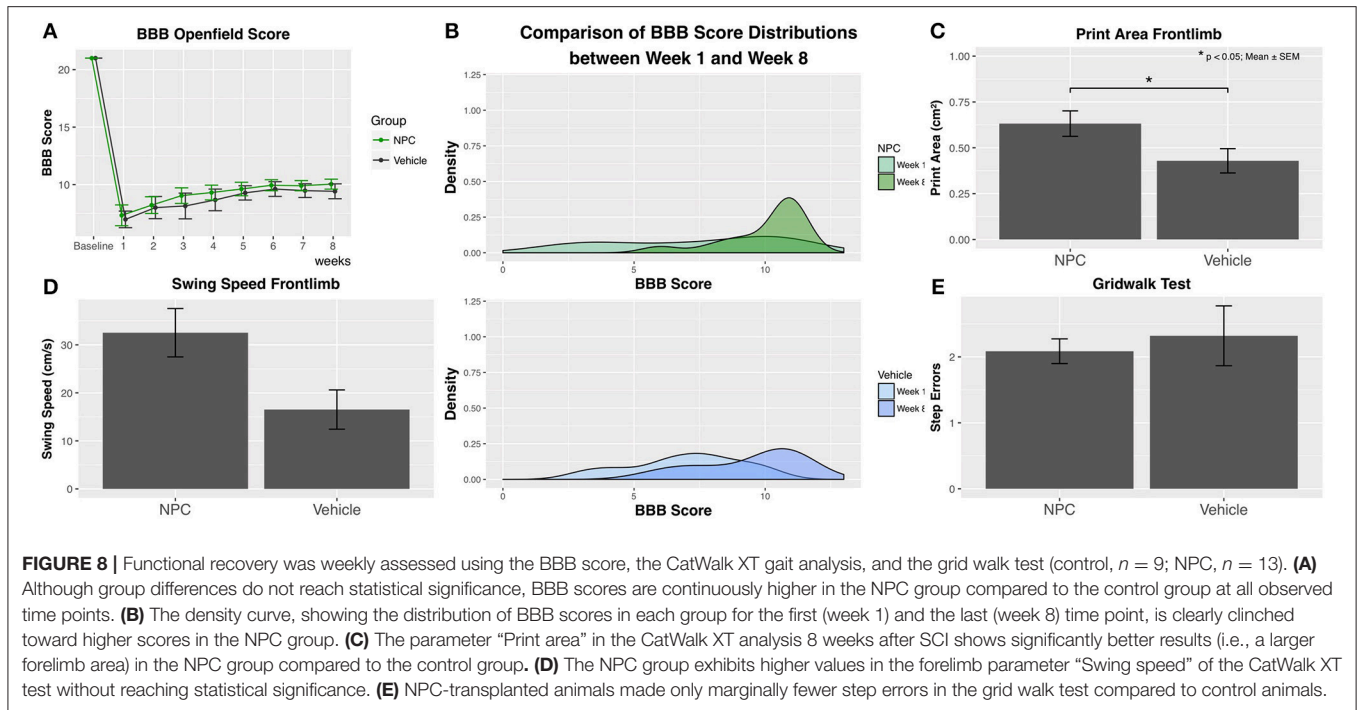 A
BBB Openfield Score
BBB Score
20
15
10
Baseline 1 2 3 4 5 6 7 8
weeks
Group
NPC
Vehicle
B
Comparison of BBB Score Distributions
between Week 1 and Week 8
Density
1.25
1.00
0.75
0.50
0.25
0.00
0 5 10
BBB Score
NPC
Week 1
Week 8
Density
1.25
1.00
0.75
0.50
0.25
0.00
0 5 10
BBB Score
Vehicle
Week 1
Week 8
C
Print Area Frontlimb
* p < 0.05; Mean ± SEM
*
Print Area (cm²)
1.00
0.75
0.50
0.25
0.00
NPC Vehicle
D
Swing Speed Frontlimb
Swing Speed (cm/s)
30
20
10
0
NPC Vehicle
E
Gridwalk Test
Step Errors
2
1
0
NPC Vehicle
FIGURE 8 | Functional recovery was weekly assessed using the BBB score, the CatWalk XT gait analysis, and the grid walk test (control, n = 9; NPC, n = 13). (A)
Although group differences do not reach statistical significance, BBB scores are continuously higher in the NPC group compared to the control group at all observed
time points. (B) The density curve, showing the distribution of BBB scores in each group for the first (week 1) and the last (week 8) time point, is clearly clinched
toward higher scores in the NPC group. (C) The parameter “Print area” in the CatWalk XT analysis 8 weeks after SCI shows significantly better results (i.e., a larger
forelimb area) in the NPC group compared to the control group. (D) The NPC group exhibits higher values in the forelimb parameter “Swing speed” of the CatWalk XT
test without reaching statistical significance. (E) NPC-transplanted animals made only marginally fewer step errors in the grid walk test compared to control animals.